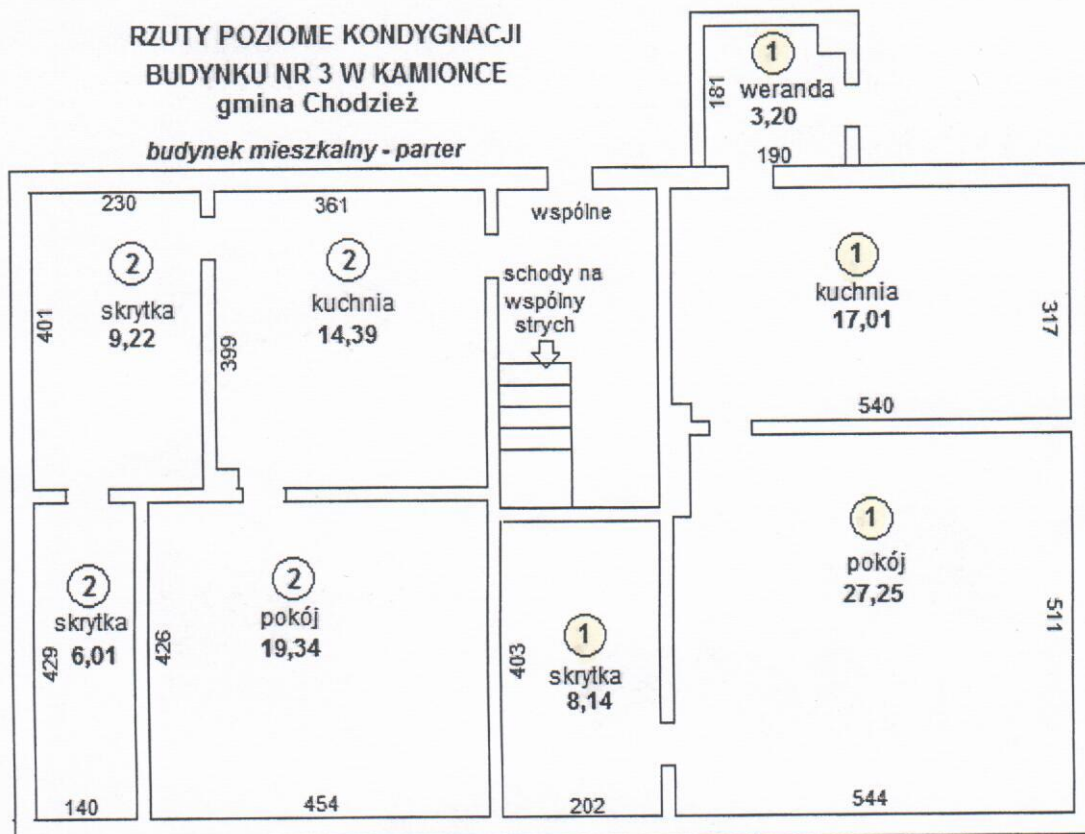 RZUTY POZIOME KONDYGNACJI
BUDYNKU NR 3 W KAMIONCE
gmina Chodzież
budynek mieszkalny - parter
1
weranda
3,20
181
190
230
2
skrytka
9,22
401
361
2
kuchnia
14,39
399
wspólne
schody na
wspólny
strych
1
kuchnia
17,01
317
540
2
skrytka
6,01
429
140
2
pokój
19,34
426
454
1
skrytka
8,14
403
202
1
pokój
27,25
511
544